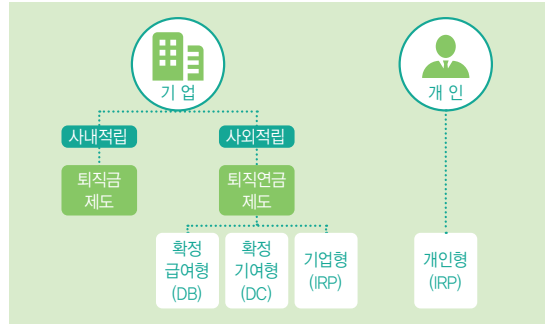 기 업
개 인
사내적립
사외적립
퇴직금
제도
퇴직연금
제도
확정
급여형
(DB)
확정
기여형
(DC)
기업형
(IRP)
개인형
(IRP)